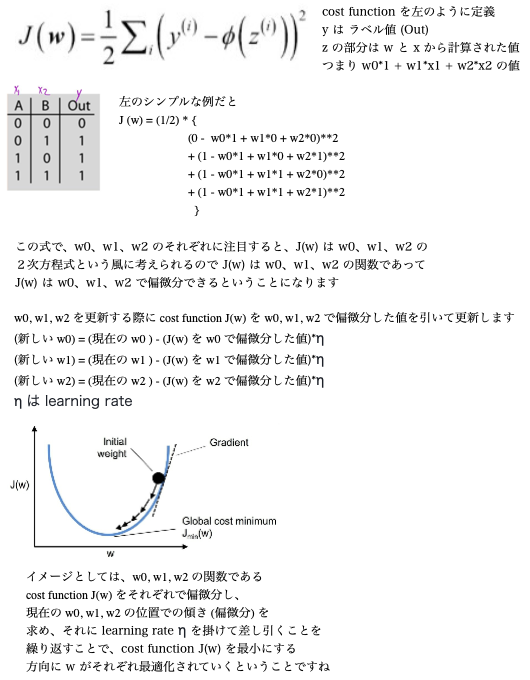 J(w) = 1/2 ∑i (y(i) − ϕ(z(i)))²
cost function を左のように定義
y は ラベル値 (Out)
z の部分は w と x から計算された値
つまり w0*1 + w1*x1 + w2*x2 の値
x1 x2 y
A B Out
0 0 0
0 1 1
1 0 1
1 1 1
左のシンプルな例だと
J (w) = (1/2) * {
(0 - w0*1 + w1*0 + w2*0)**2
+ (1 - w0*1 + w1*0 + w2*1)**2
+ (1 - w0*1 + w1*1 + w2*0)**2
+ (1 - w0*1 + w1*1 + w2*1)**2
}
この式で、w0、w1、w2 のそれぞれに注目すると、J(w) は w0、w1、w2 の
２次方程式という風に考えられるので J(w) は w0、w1、w2 の関数であって
J(w) は w0、w1、w2 で偏微分できるということになります
w0, w1, w2 を更新する際に cost function J(w) を w0, w1, w2 で偏微分した値を引いて更新します
(新しい w0) = (現在の w0 ) - (J(w) を w0 で偏微分した値)*η
(新しい w1) = (現在の w1 ) - (J(w) を w1 で偏微分した値)*η
(新しい w2) = (現在の w2 ) - (J(w) を w2 で偏微分した値)*η
η は learning rate
Initial
weight
Gradient
J(w)
Global cost minimum
Jmin(w)
w
イメージとしては、w0, w1, w2 の関数である
cost function J(w) をそれぞれで偏微分し、
現在の w0, w1, w2 の位置での傾き (偏微分) を
求め、それに learning rate η を掛けて差し引くことを
繰り返すことで、cost function J(w) を最小にする
方向に w がそれぞれ最適化されていくということですね